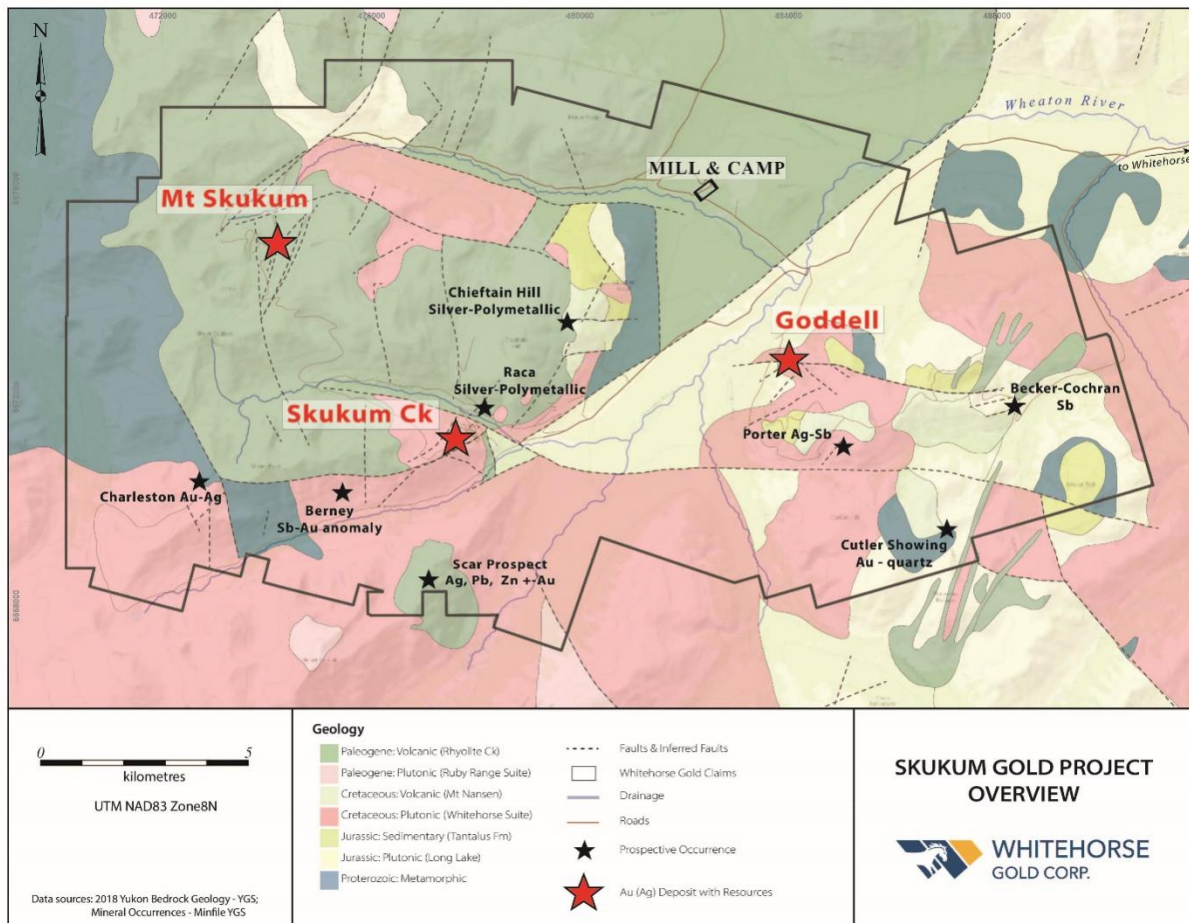 472000
476000
480000
484000
488000
N
Wheaton River
to Whitehorse
MILL & CAMP
Mt Skukum
Chieftain Hill
Silver-Polymetallic
Goddell
Raca
Silver-Polymetallic
Becker-Cochran
Sb
Skukum Ck
Porter Ag-Sb
Charleston Au-Ag
Berney
Sb-Au anomaly
Cutler Showing
Au - quartz
Scar Prospect
Ag, Pb, Zn +-Au
6668000
0 5
kilometres
UTM NAD83 Zone8N
Data sources: 2018 Yukon Bedrock Geology - YGS;
Mineral Occurrences - Minfile YGS
Geology
Paleogene: Volcanic (Rhyolite Ck)
Paleogene: Plutonic (Ruby Range Suite)
Cretaceous: Volcanic (Mt Nansen)
Cretaceous: Plutonic (Whitehorse Suite)
Jurassic: Sedimentary (Tantalus Fm)
Jurassic: Plutonic (Long Lake)
Proterozoic: Metamorphic
Faults & Inferred Faults
Whitehorse Gold Claims
Drainage
Roads
Prospective Occurrence
Au (Ag) Deposit with Resources
SKUKUM GOLD PROJECT
OVERVIEW
WHITEHORSE
GOLD CORP.